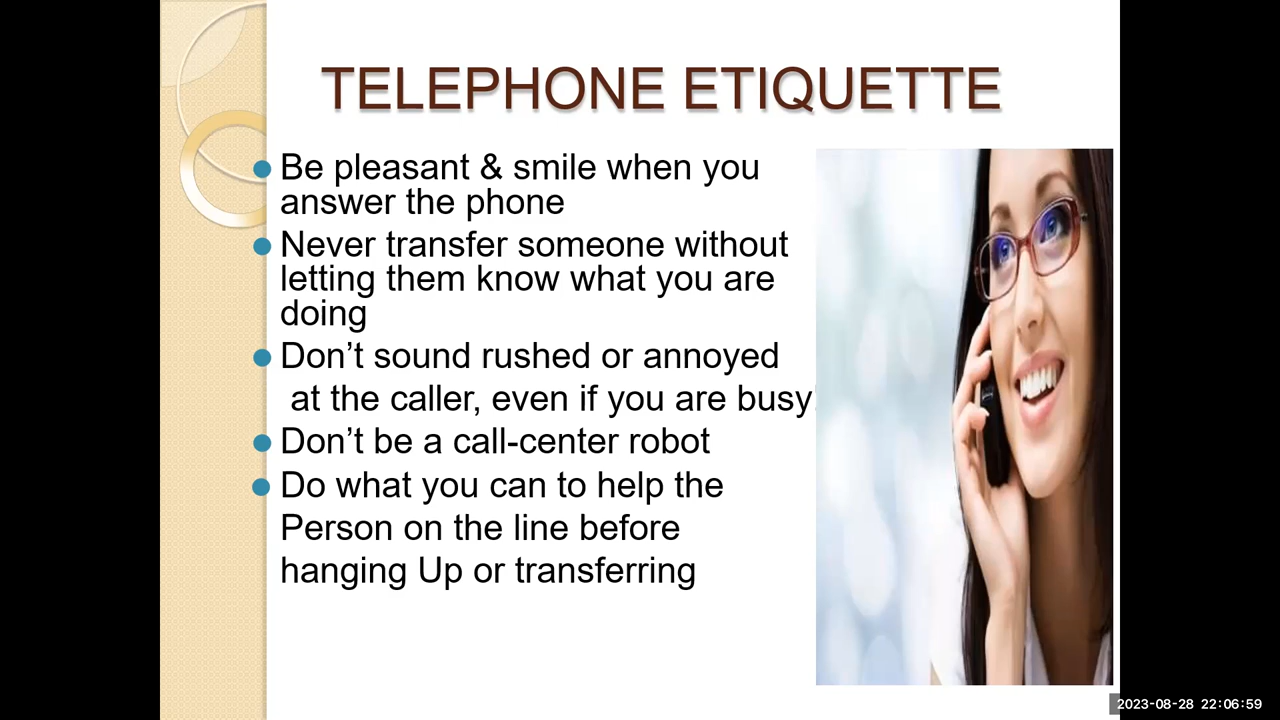 TELEPHONE ETIQUETTE
Be pleasant & smile when you
answer the phone
Never transfer someone without
letting them know what you are
doing
Don’t sound rushed or annoyed
at the caller, even if you are busy!
Don’t be a call-center robot
Do what you can to help the
Person on the line before
hanging Up or transferring
2023-08-28 22:06:59